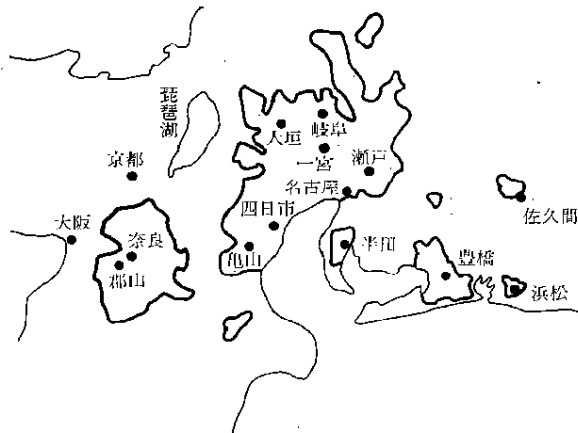 琵琶湖
大垣
岐阜
一宮
瀬戸
京都
名古屋
四日市
佐久間
大阪
奈良
郡山
亀山
半田
豊橋
浜松